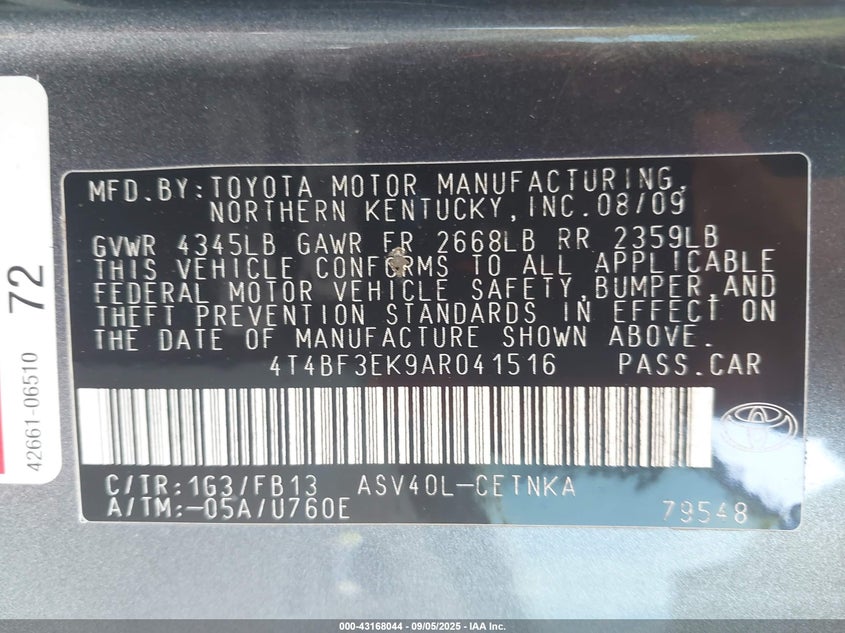 MFD.BY:TOYOTA MOTOR MANUFACTURING,
NORTHERN KENTUCKY,INC.08/09
GVWR 4345LB GAWR FR 2668LB RR 2359LB
THIS VEHICLE CONFORMS TO ALL APPLICABLE
FEDERAL MOTOR VEHICLE SAFETY,BUMPER,AND
THEFT PREVENTION STANDARDS IN EFFECT ON
THE DATE OF MANUFACTURE SHOWN ABOVE.
4T4BF3EK9AR041516 PASS.CAR
C/TR:1G3/FB13 ASV40L-CETNKA
A/TM:-05A/U760E 79548
72
42661-06510
000-43168044 - 09/05/2025 - IAA Inc.